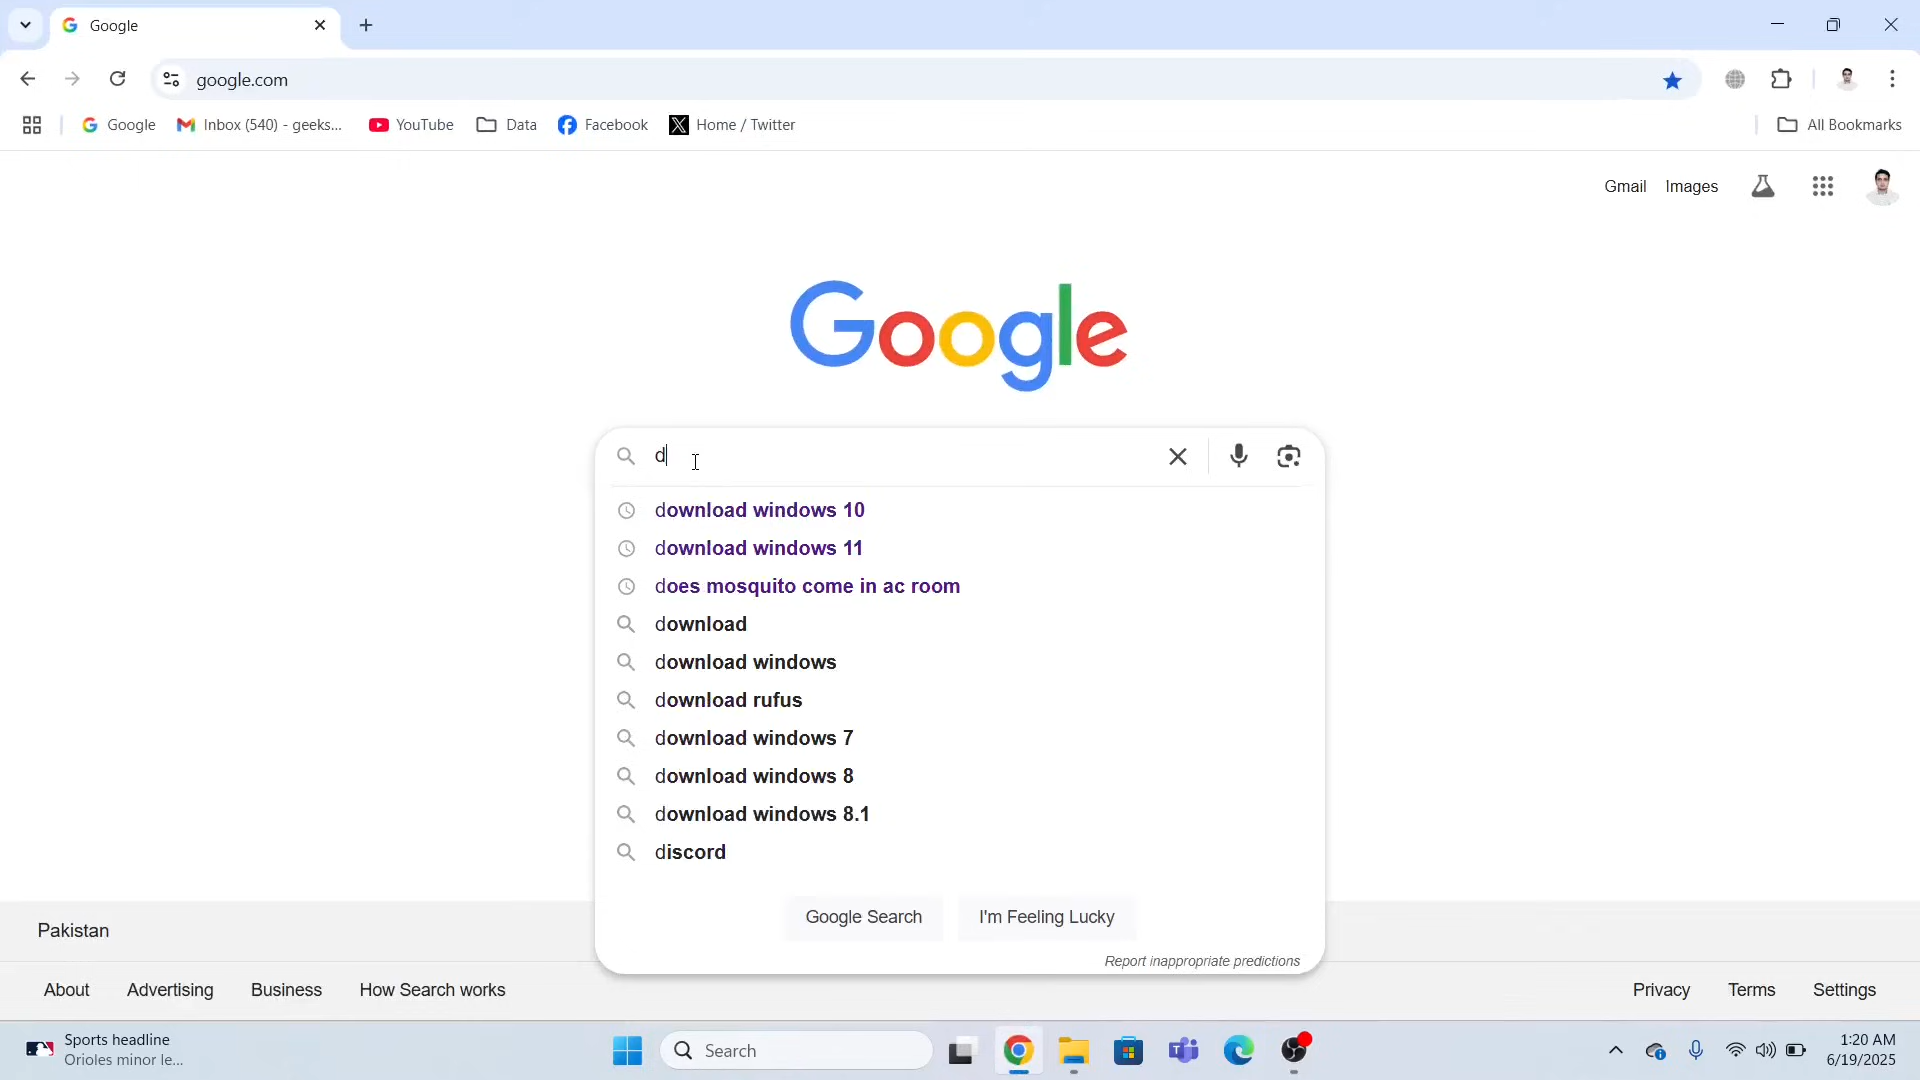 Google
google.com
Google
Inbox (540) - geeks...
YouTube
Data
Facebook
Home / Twitter
All Bookmarks
Gmail
Images
Google
d
download windows 10
download windows 11
does mosquito come in ac room
download
download windows
download rufus
download windows 7
download windows 8
download windows 8.1
discord
Google Search
I'm Feeling Lucky
Report inappropriate predictions
Pakistan
About
Advertising
Business
How Search works
Privacy
Terms
Settings
Sports headline
Orioles minor le...
Search
1:20 AM
6/19/2025